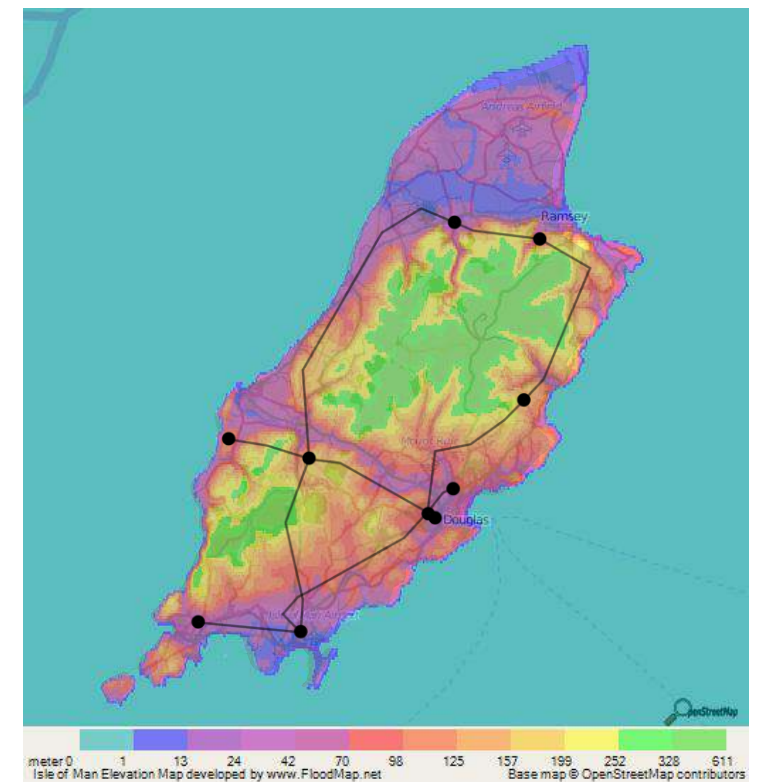 Andreas Airfield
Ramsey
Douglas
OpenStreetMap
meter 0 1 13 24 42 70 98 125 157 199 252 328 611
Isle of Man Elevation Map developed by www.FloodMap.net Base map © OpenStreetMap contributors